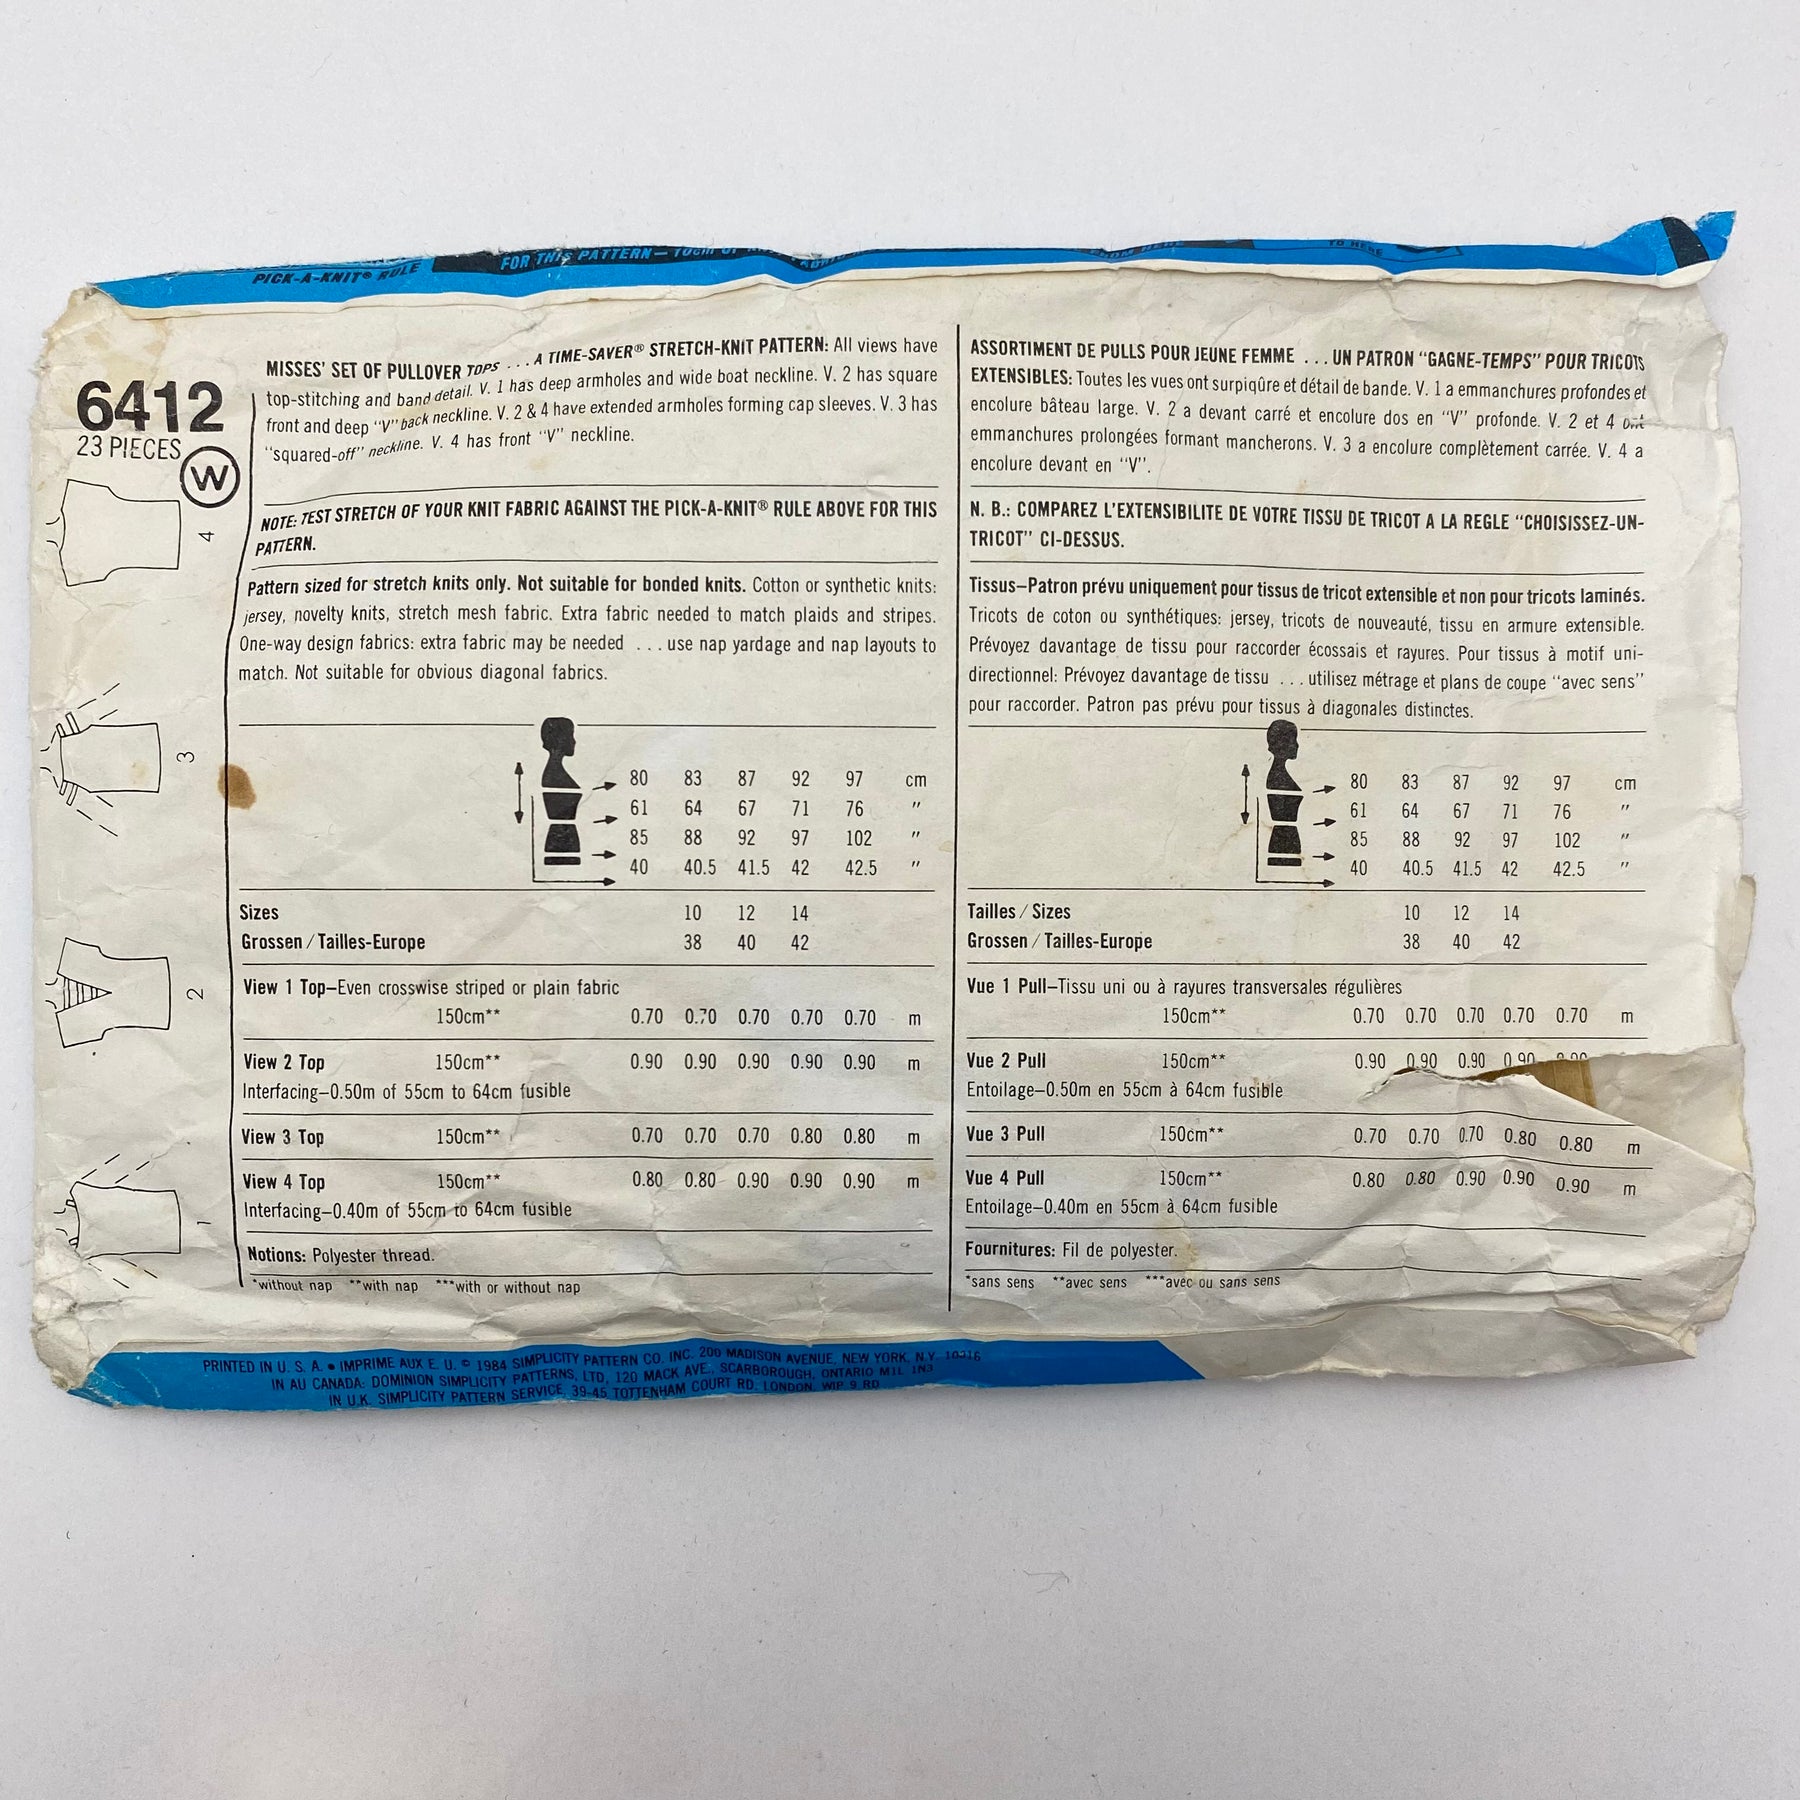 PICK-A-KNIT® RULE
FOR THIS PATTERN — 10cm OF
FROM HERE
TO HERE
6412
23 PIECES
W
4
3
2
1
MISSES' SET OF PULLOVER TOPS ... A TIME-SAVER® STRETCH-KNIT PATTERN: All views have
top-stitching and band detail. V. 1 has deep armholes and wide boat neckline. V. 2 has square
front and deep "V" back neckline. V. 2 & 4 have extended armholes forming cap sleeves. V. 3 has
"squared-off" neckline. V. 4 has front "V" neckline.
NOTE: TEST STRETCH OF YOUR KNIT FABRIC AGAINST THE PICK-A-KNIT® RULE ABOVE FOR THIS
PATTERN.
Pattern sized for stretch knits only. Not suitable for bonded knits. Cotton or synthetic knits:
jersey, novelty knits, stretch mesh fabric. Extra fabric needed to match plaids and stripes.
One-way design fabrics: extra fabric may be needed ... use nap yardage and nap layouts to
match. Not suitable for obvious diagonal fabrics.
80 83 87 92 97 cm
61 64 67 71 76 "
85 88 92 97 102 "
40 40.5 41.5 42 42.5 "
Sizes 10 12 14
Grossen / Tailles-Europe 38 40 42
View 1 Top–Even crosswise striped or plain fabric
150cm** 0.70 0.70 0.70 0.70 0.70 m
View 2 Top 150cm** 0.90 0.90 0.90 0.90 0.90 m
Interfacing–0.50m of 55cm to 64cm fusible
View 3 Top 150cm** 0.70 0.70 0.70 0.80 0.80 m
View 4 Top 150cm** 0.80 0.80 0.90 0.90 0.90 m
Interfacing–0.40m of 55cm to 64cm fusible
Notions: Polyester thread.
*without nap **with nap ***with or without nap
ASSORTIMENT DE PULLS POUR JEUNE FEMME ... UN PATRON "GAGNE-TEMPS" POUR TRICOTS
EXTENSIBLES: Toutes les vues ont surpiqûre et détail de bande. V. 1 a emmanchures profondes et
encolure bâteau large. V. 2 a devant carré et encolure dos en "V" profonde. V. 2 et 4 ont
emmanchures prolongées formant mancherons. V. 3 a encolure complètement carrée. V. 4 a
encolure devant en "V".
N. B.: COMPAREZ L'EXTENSIBILITE DE VOTRE TISSU DE TRICOT A LA REGLE "CHOISISSEZ-UN-
TRICOT" CI-DESSUS.
Tissus–Patron prévu uniquement pour tissus de tricot extensible et non pour tricots laminés.
Tricots de coton ou synthétiques: jersey, tricots de nouveauté, tissu en armure extensible.
Prévoyez davantage de tissu pour raccorder écossais et rayures. Pour tissus à motif uni-
directionnel: Prévoyez davantage de tissu ... utilisez métrage et plans de coupe "avec sens"
pour raccorder. Patron pas prévu pour tissus à diagonales distinctes.
80 83 87 92 97 cm
61 64 67 71 76 "
85 88 92 97 102 "
40 40.5 41.5 42 42.5 "
Tailles / Sizes 10 12 14
Grossen / Tailles-Europe 38 40 42
Vue 1 Pull–Tissu uni ou à rayures transversales régulières
150cm** 0.70 0.70 0.70 0.70 0.70 m
Vue 2 Pull 150cm** 0.90 0.90 0.90 0.90 0.90
Entoilage–0.50m en 55cm à 64cm fusible
Vue 3 Pull 150cm** 0.70 0.70 0.70 0.80 0.80 m
Vue 4 Pull 150cm** 0.80 0.80 0.90 0.90 0.90 m
Entoilage–0.40m en 55cm à 64cm fusible
Fournitures: Fil de polyester.
*sans sens **avec sens ***avec ou sans sens
PRINTED IN U. S. A. • IMPRIME AUX E. U. © 1984 SIMPLICITY PATTERN CO. INC. 200 MADISON AVENUE, NEW YORK, N.Y. 10016
IN AU CANADA: DOMINION SIMPLICITY PATTERNS, LTD, 120 MACK AVE., SCARBOROUGH, ONTARIO M1L 1N3
IN U.K. SIMPLICITY PATTERN SERVICE, 39-45 TOTTENHAM COURT RD. LONDON, WIP 9 RD